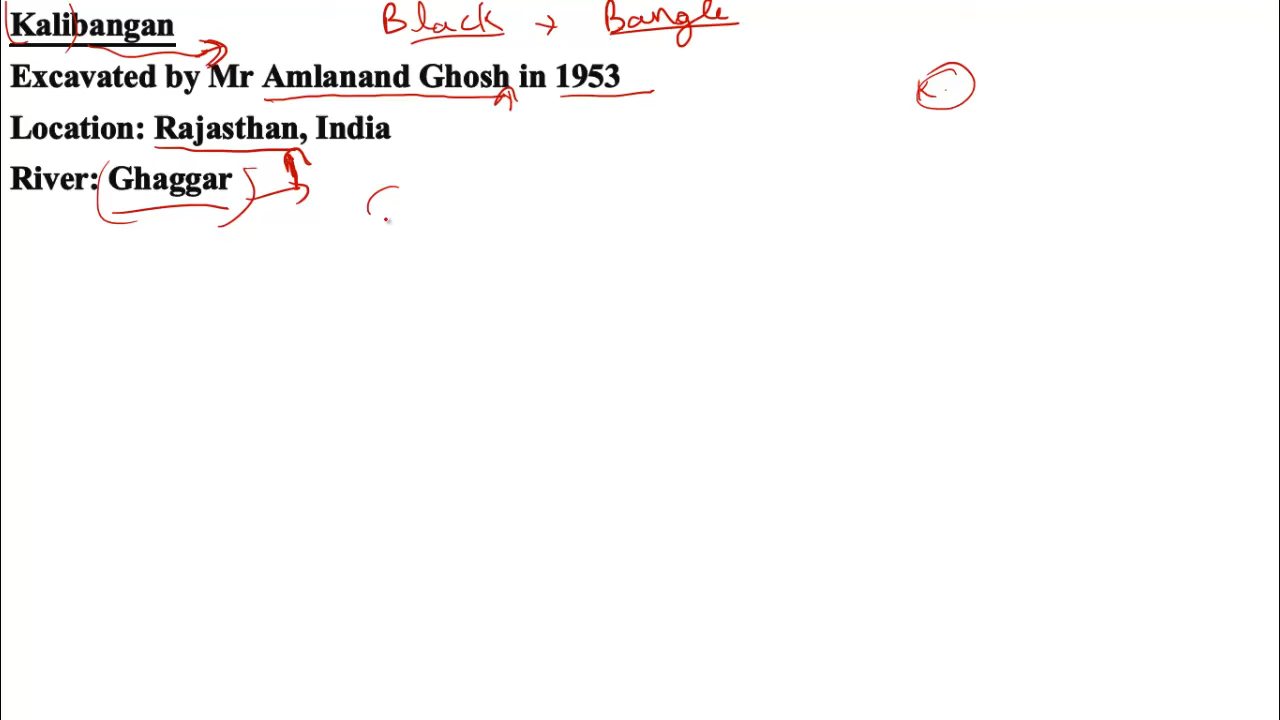 Kalibangan Black → Bangle
Excavated by Mr Amlanand Ghosh in 1953
K
Location: Rajasthan, India
River: Ghaggar